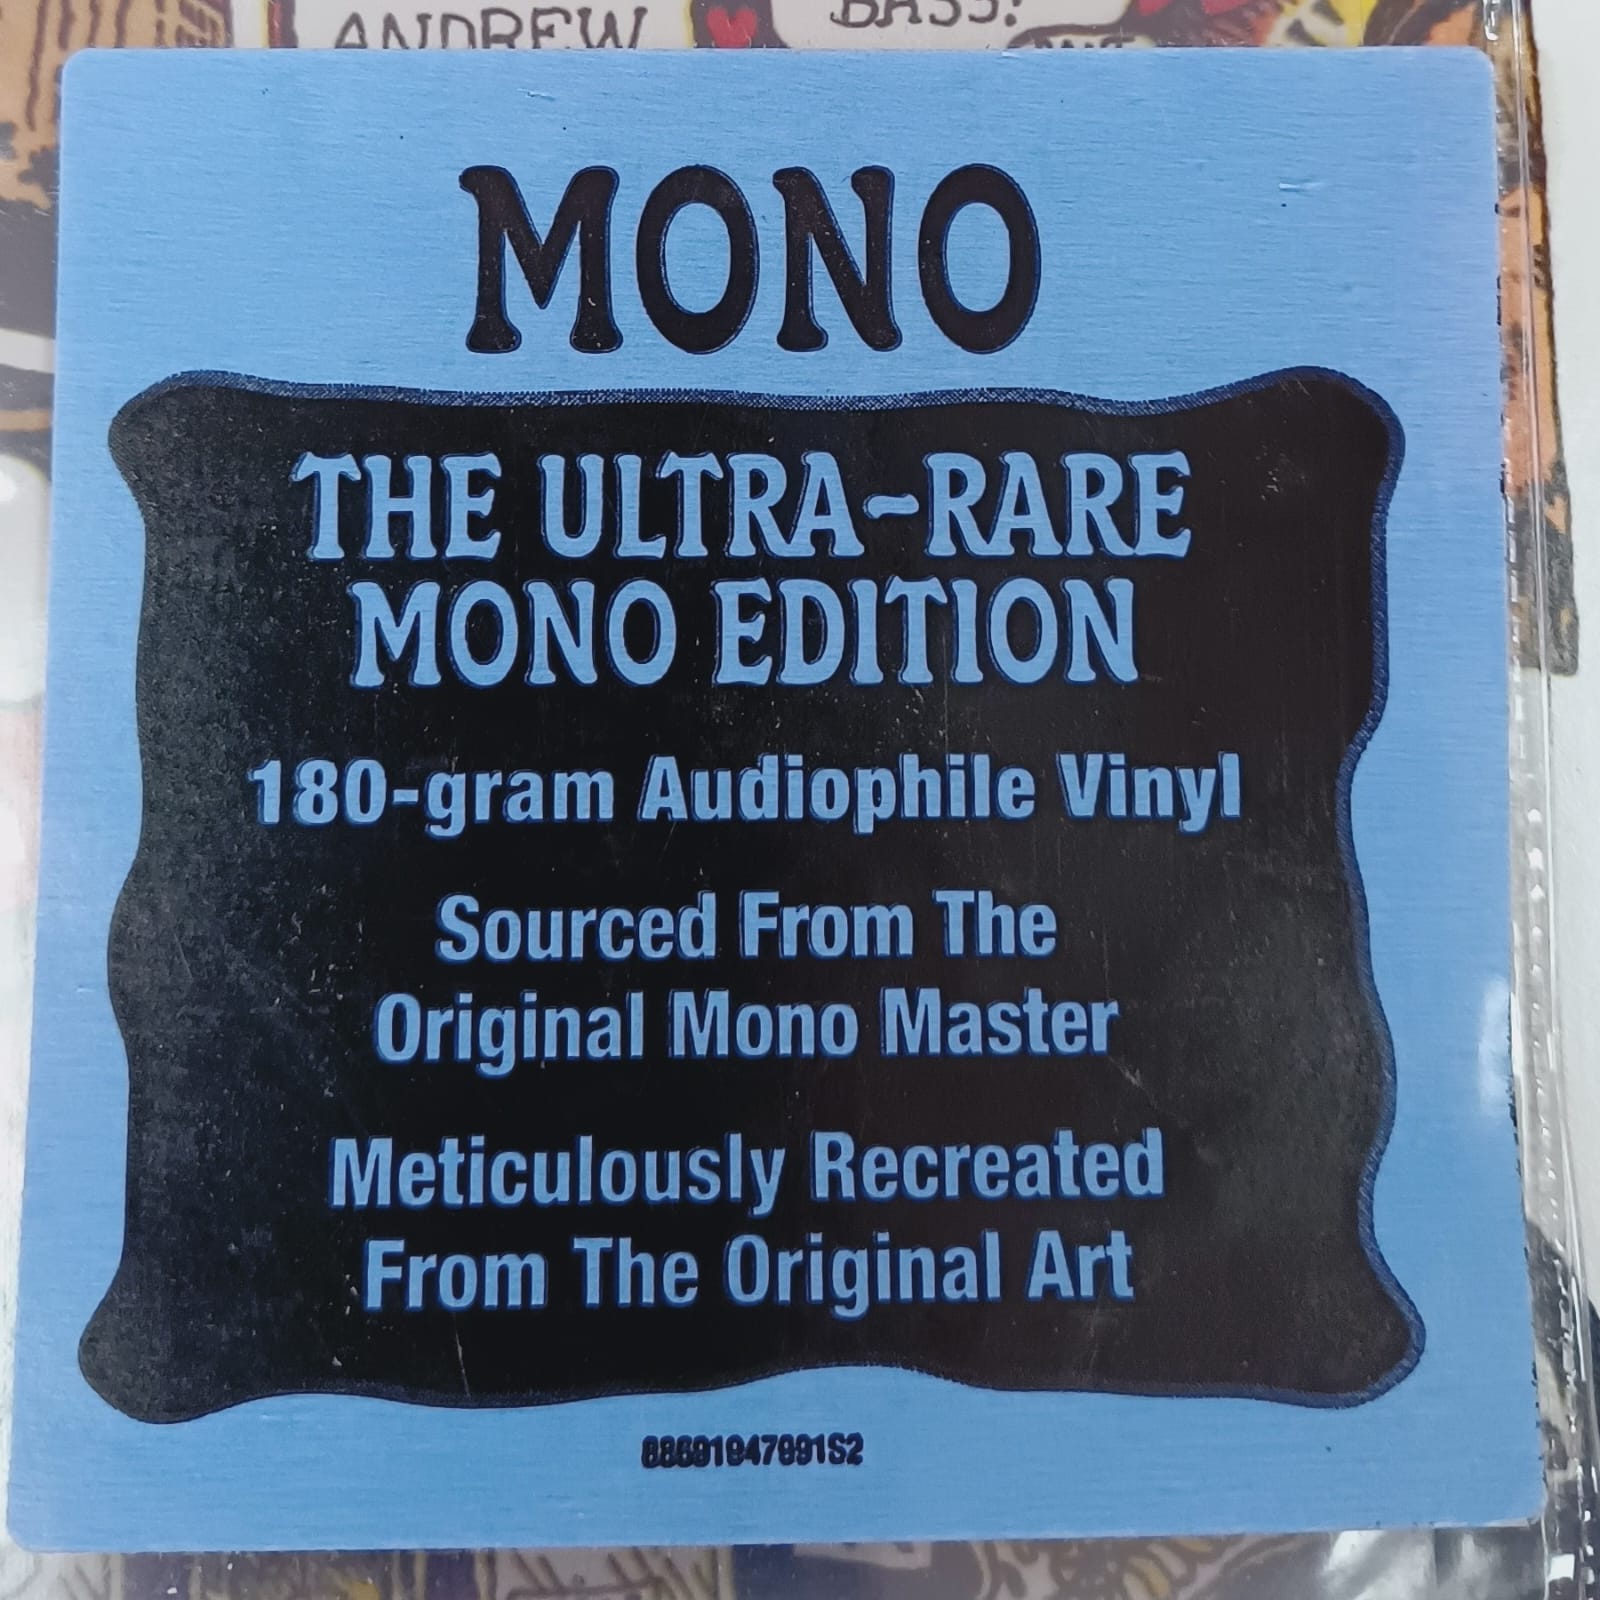 ANDREW BASS!
MONO
THE ULTRA-RARE
MONO EDITION
180-gram Audiophile Vinyl
Sourced From The
Original Mono Master
Meticulously Recreated
From The Original Art
88691947991S2